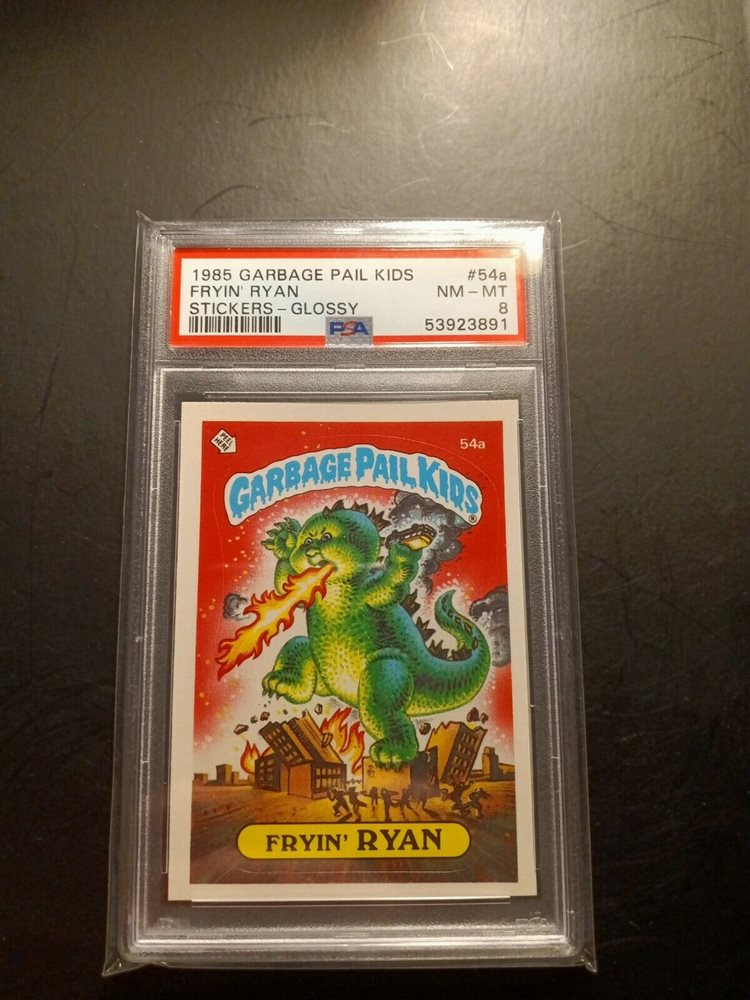 1985 GARBAGE PAIL KIDS #54a
FRYIN' RYAN NM - MT
STICKERS - GLOSSY 8
PSA 53923891
PEEL HERE
54a
GARBAGE PAIL KIDS®
FRYIN' RYAN